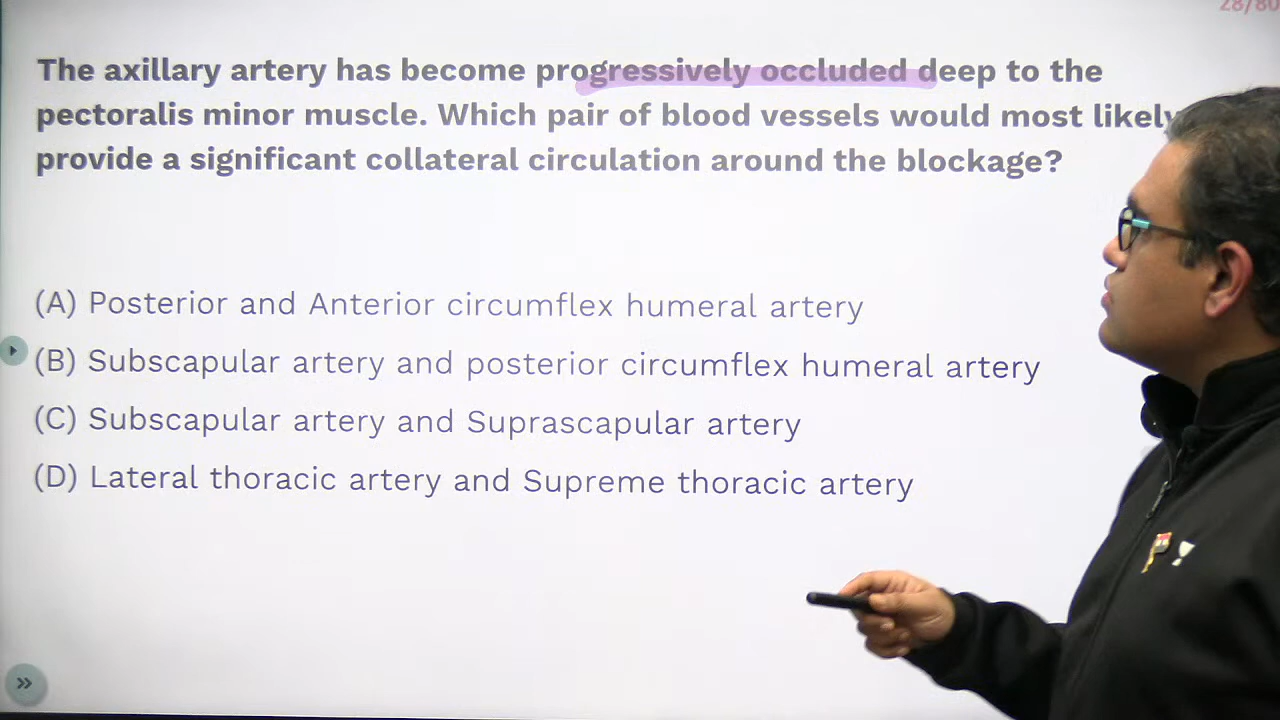 28/80
The axillary artery has become progressively occluded deep to the
pectoralis minor muscle. Which pair of blood vessels would most likely
provide a significant collateral circulation around the blockage?
(A) Posterior and Anterior circumflex humeral artery
(B) Subscapular artery and posterior circumflex humeral artery
(C) Subscapular artery and Suprascapular artery
(D) Lateral thoracic artery and Supreme thoracic artery